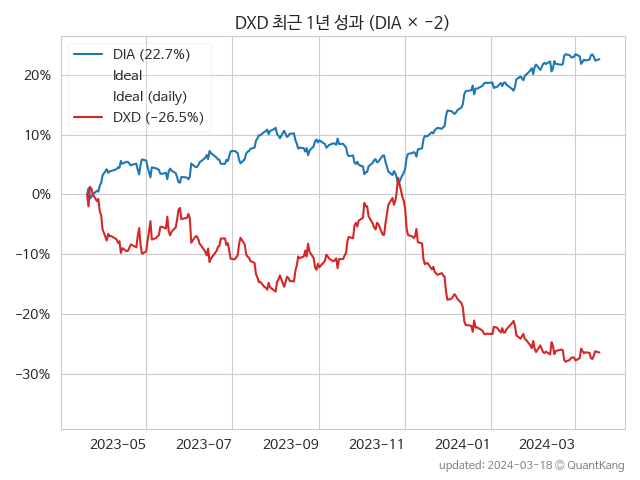 DXD 최근 1년 성과 (DIA × −2)
DIA (22.7%)
Ideal
Ideal (daily)
DXD (−26.5%)
20%
10%
0%
−10%
−20%
−30%
2023-05 2023-07 2023-09 2023-11 2024-01 2024-03
updated: 2024-03-18 © QuantKang